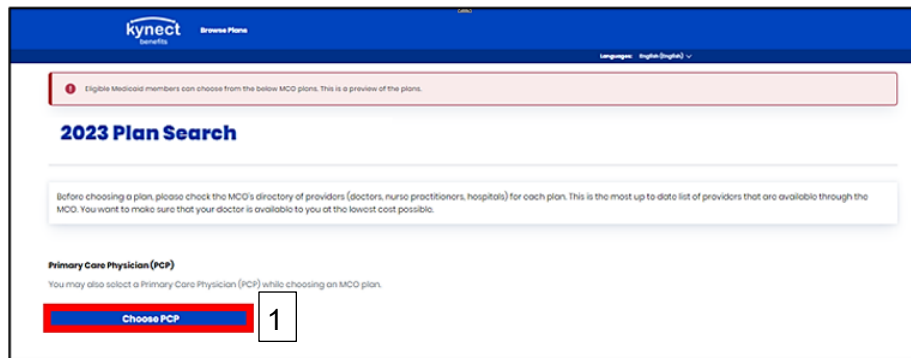 kynect
benefits
Browse Plans
Languages: English (English)
Eligible Medicaid members can choose from the below MCO plans. This is a preview of the plans.
2023 Plan Search
Before choosing a plan, please check the MCO's directory of providers (doctors, nurse practitioners, hospitals) for each plan. This is the most up to date list of providers that are available through the
MCO. You want to make sure that your doctor is available to you at the lowest cost possible.
Primary Care Physician (PCP)
You may also select a Primary Care Physician (PCP) while choosing an MCO plan.
Choose PCP
1